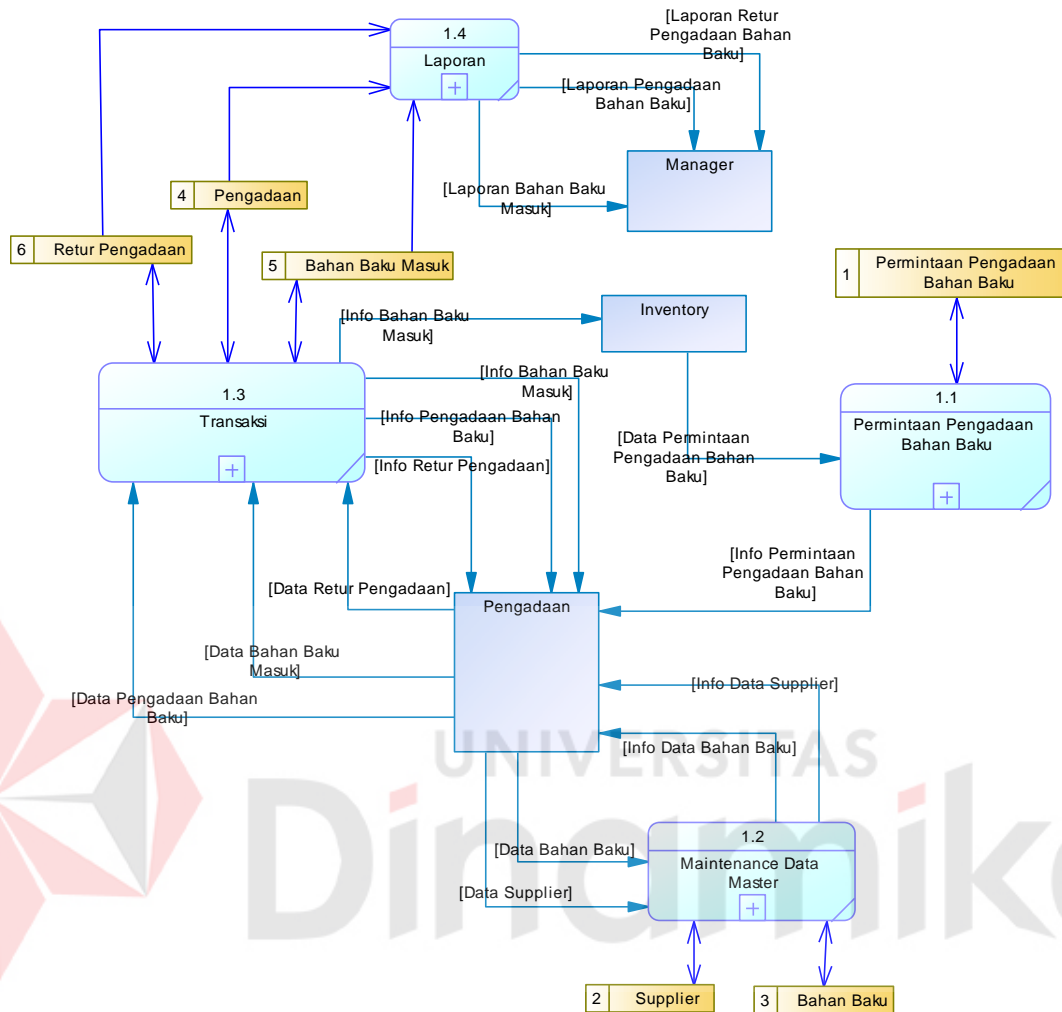 [Laporan Retur
Pengadaan Bahan
Baku]
1.4
Laporan
[Laporan Pengadaan
Bahan Baku]
Manager
[Laporan Bahan Baku
Masuk]
4 Pengadaan
6 Retur Pengadaan
5 Bahan Baku Masuk
1 Permintaan Pengadaan
Bahan Baku
[Info Bahan Baku
Masuk]
Inventory
1.3
Transaksi
[Info Bahan Baku
Masuk]
[Info Pengadaan Bahan
Baku]
[Info Retur Pengadaan]
[Data Permintaan
Pengadaan Bahan
Baku]
1.1
Permintaan Pengadaan
Bahan Baku
[Info Permintaan
Pengadaan Bahan
Baku]
[Data Retur Pengadaan]
Pengadaan
[Data Bahan Baku
Masuk]
[Data Pengadaan Bahan
Baku]
[Info Data Supplier]
[Info Data Bahan Baku]
UNIVERSITAS
Dinamika
1.2
Maintenance Data
Master
[Data Bahan Baku]
[Data Supplier]
2 Supplier
3 Bahan Baku